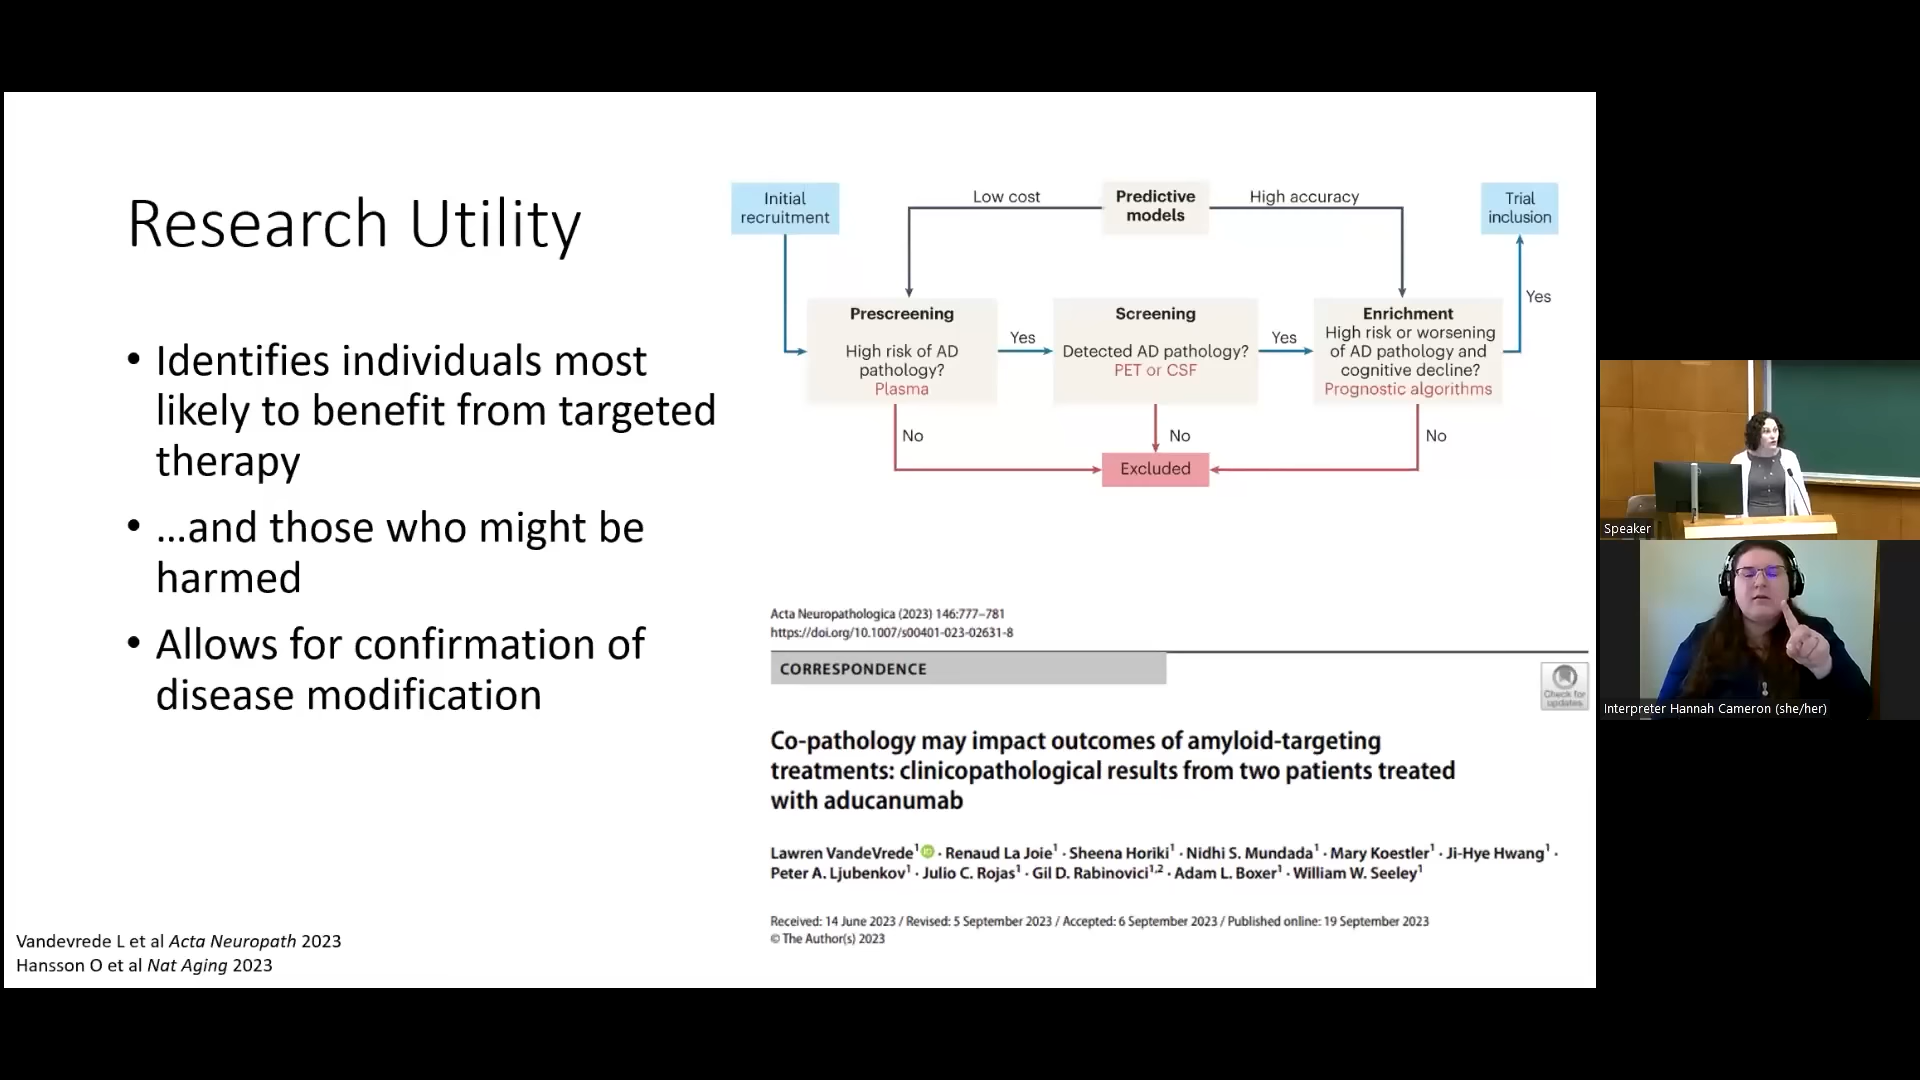 Research Utility
• Identifies individuals most
likely to benefit from targeted
therapy
• …and those who might be
harmed
• Allows for confirmation of
disease modification
Vandevrede L et al Acta Neuropath 2023
Hansson O et al Nat Aging 2023
Initial
recruitment
Low cost
Predictive
models
High accuracy
Trial
inclusion
Prescreening
High risk of AD
pathology?
Plasma
Yes
Screening
Detected AD pathology?
PET or CSF
Yes
Enrichment
High risk or worsening
of AD pathology and
cognitive decline?
Prognostic algorithms
Yes
No
No
No
Excluded
Acta Neuropathologica (2023) 146:777–781
https://doi.org/10.1007/s00401-023-02631-8
CORRESPONDENCE
Check for
updates
Co-pathology may impact outcomes of amyloid-targeting
treatments: clinicopathological results from two patients treated
with aducanumab
Lawren VandeVrede¹ · Renaud La Joie¹ · Sheena Horiki¹ · Nidhi S. Mundada¹ · Mary Koestler¹ · Ji-Hye Hwang¹ ·
Peter A. Ljubenkov¹ · Julio C. Rojas¹ · Gil D. Rabinovici¹,² · Adam L. Boxer¹ · William W. Seeley¹
Received: 14 June 2023 / Revised: 5 September 2023 / Accepted: 6 September 2023 / Published online: 19 September 2023
© The Author(s) 2023
Speaker
Interpreter Hannah Cameron (she/her)